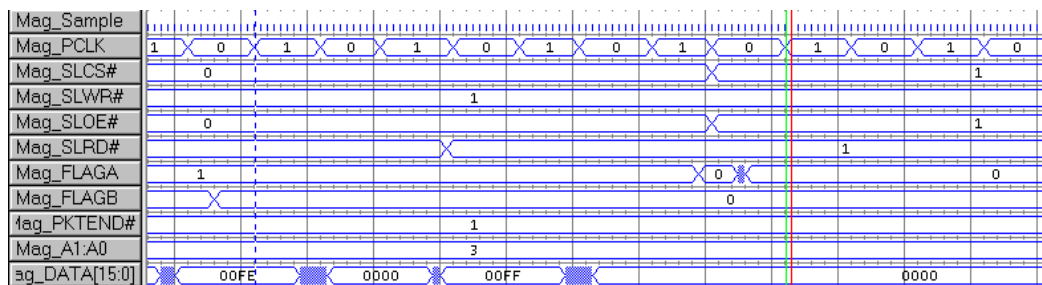 Mag_Sample
Mag_PCLK 1 0 1 0 1 0 1 0 1 0 1 0 1 0
Mag_SLCS# 0 1
Mag_SLWR# 1
Mag_SLOE# 0 1
Mag_SLRD# 1
Mag_FLAGA 1 0 0
Mag_FLAGB 0
Mag_PKTEND# 1
Mag_A1:A0 3
ag_DATA[15:0] 00FE 0000 00FF 0000